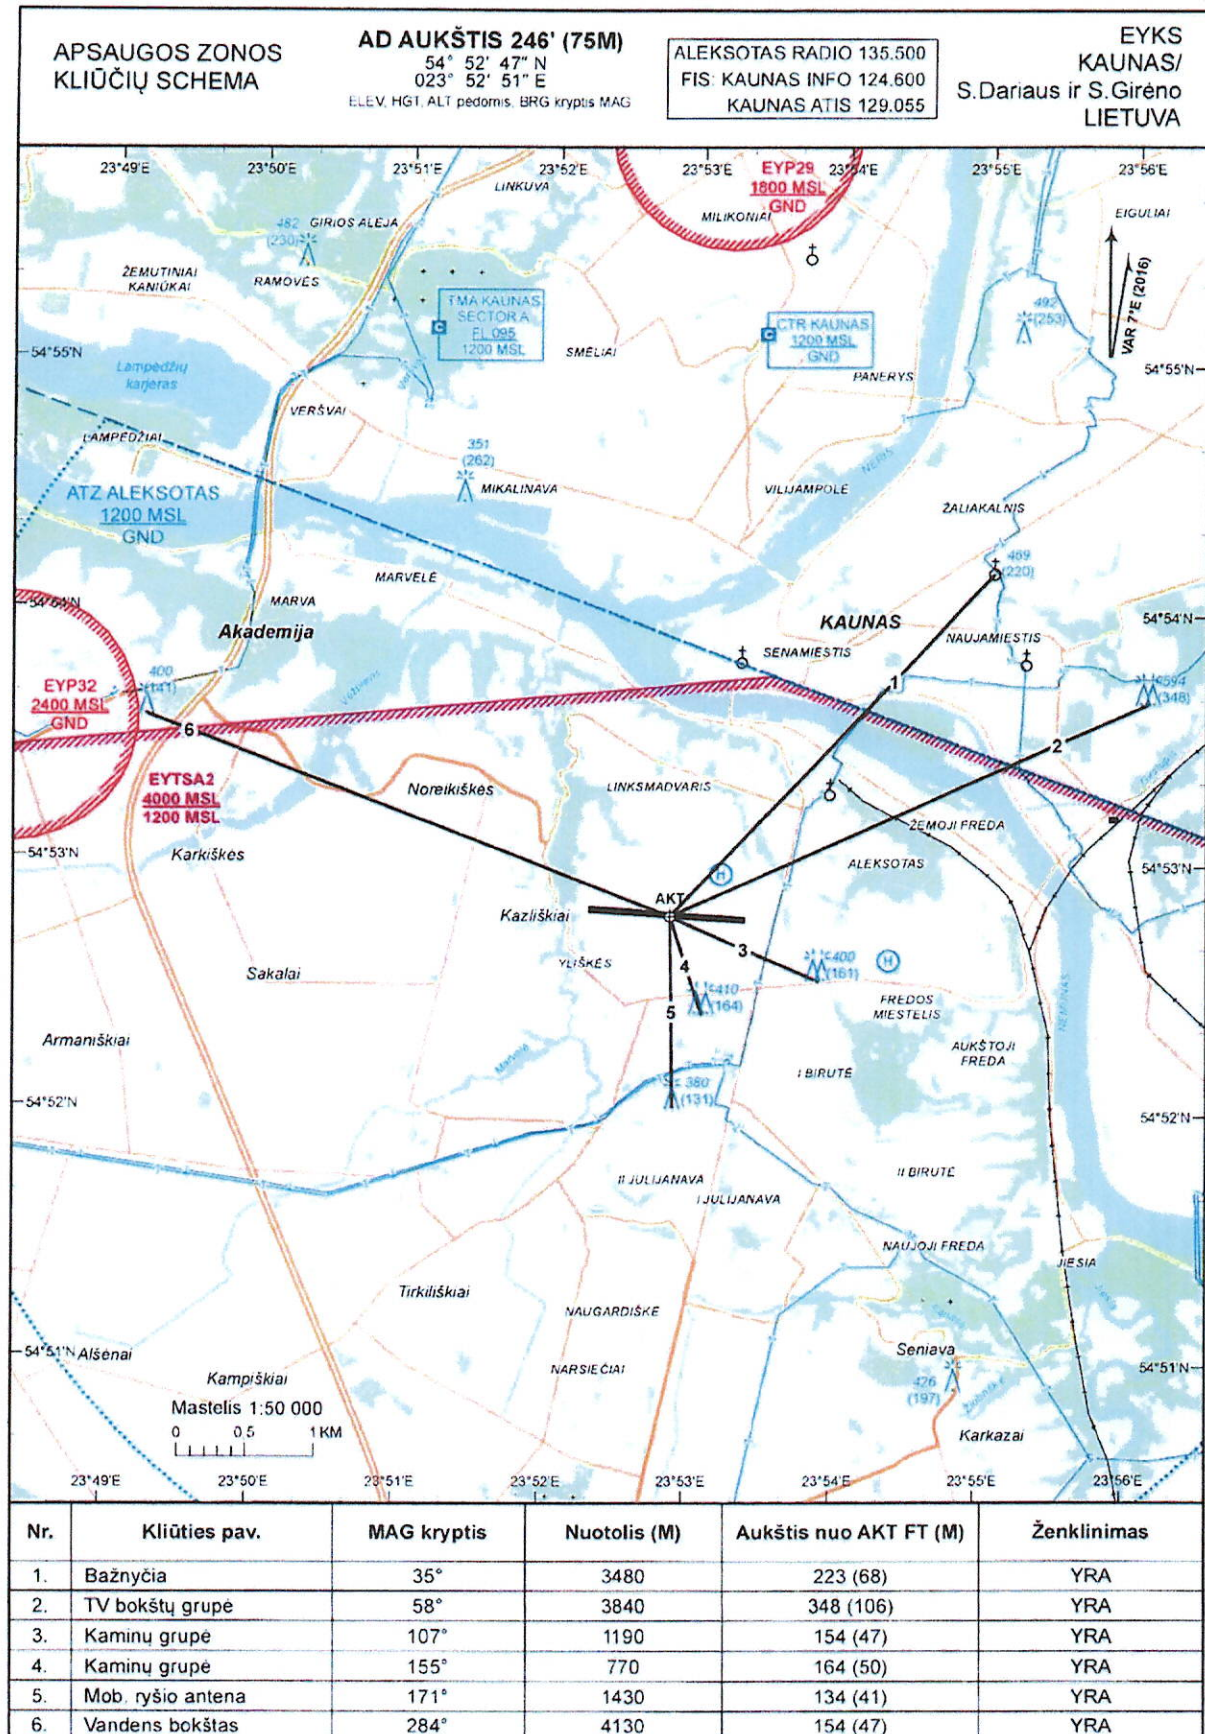 APSAUGOS ZONOS
KLIŪČIŲ SCHEMA
AD AUKŠTIS 246' (75M)
54° 52' 47" N
023° 52' 51" E
ELEV, HGT, ALT pėdomis, BRG kryptis MAG
ALEKSOTAS RADIO 135.500
FIS: KAUNAS INFO 124.600
KAUNAS ATIS 129.055
EYKS
KAUNAS/
S.Dariaus ir S.Girėno
LIETUVA
23°49'E 23°50'E 23°51'E 23°52'E 23°53'E 23°54'E 23°55'E 23°56'E
LINKUVA
EYP29
1800 MSL
GND
MILIKONIAI
EIGULIAI
482
(230)
GIRIOS ALĖJA
ŽEMUTINIAI
KANIŪKAI
RAMOVĖS
VAR 7°E (2016)
C
TMA KAUNAS
SECTOR A
FL 095
1200 MSL
C
CTR KAUNAS
1200 MSL
GND
492
(253)
54°55'N
54°55'N
Lampėdžių
karjeras
SMĖLIAI
PANERYS
VERŠVAI
LAMPĖDŽIAI
351
(262)
MIKALINAVA
NERIS
VILIJAMPOLĖ
ATZ ALEKSOTAS
1200 MSL
GND
ŽALIAKALNIS
469
(220)
MARVELĖ
MARVA
54°54'N
54°54'N
Akademija
KAUNAS
NAUJAMIESTIS
SENAMIESTIS
400
(141)
EYP32
2400 MSL
GND
594
(348)
1
2
6
EYTSA2
4000 MSL
1200 MSL
Noreikiškės
LINKSMADVARIS
ŽEMOJI FREDA
54°53'N
Karkiškės
ALEKSOTAS
54°53'N
H
AKT
Kazliškiai
3
YLIŠKĖS
4
400
(161)
H
Sakalai
410
(164)
5
FREDOS
MIESTELIS
NEMUNAS
Armaniškiai
AUKŠTOJI
FREDA
I BIRUTĖ
380
(131)
54°52'N
54°52'N
II JULIJANAVA
I JULIJANAVA
II BIRUTĖ
NAUJOJI FREDA
JIESIA
Tirkiliškiai
NAUGARDIŠKĖ
54°51'N
Alšėnai
Seniava
54°51'N
Kampiškiai
NARSIEČIAI
426
(197)
Mastelis 1:50 000
0 0,5 1 KM
Karkazai
23°49'E 23°50'E 23°51'E 23°52'E 23°53'E 23°54'E 23°55'E 23°56'E
Nr. Kliūties pav. MAG kryptis Nuotolis (M) Aukštis nuo AKT FT (M) Ženklinimas
1. Bažnyčia 35° 3480 223 (68) YRA
2. TV bokštų grupė 58° 3840 348 (106) YRA
3. Kaminų grupė 107° 1190 154 (47) YRA
4. Kaminų grupė 155° 770 164 (50) YRA
5. Mob. ryšio antena 171° 1430 134 (41) YRA
6. Vandens bokštas 284° 4130 154 (47) YRA